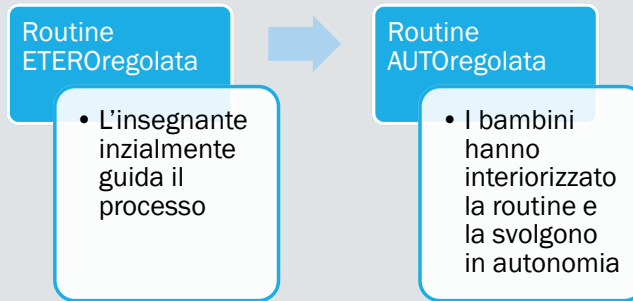 Routine
ETEROregolata
• L'insegnante
inzialmente
guida il
processo
Routine
AUTOregolata
• I bambini
hanno
interiorizzato
la routine e
la svolgono
in autonomia